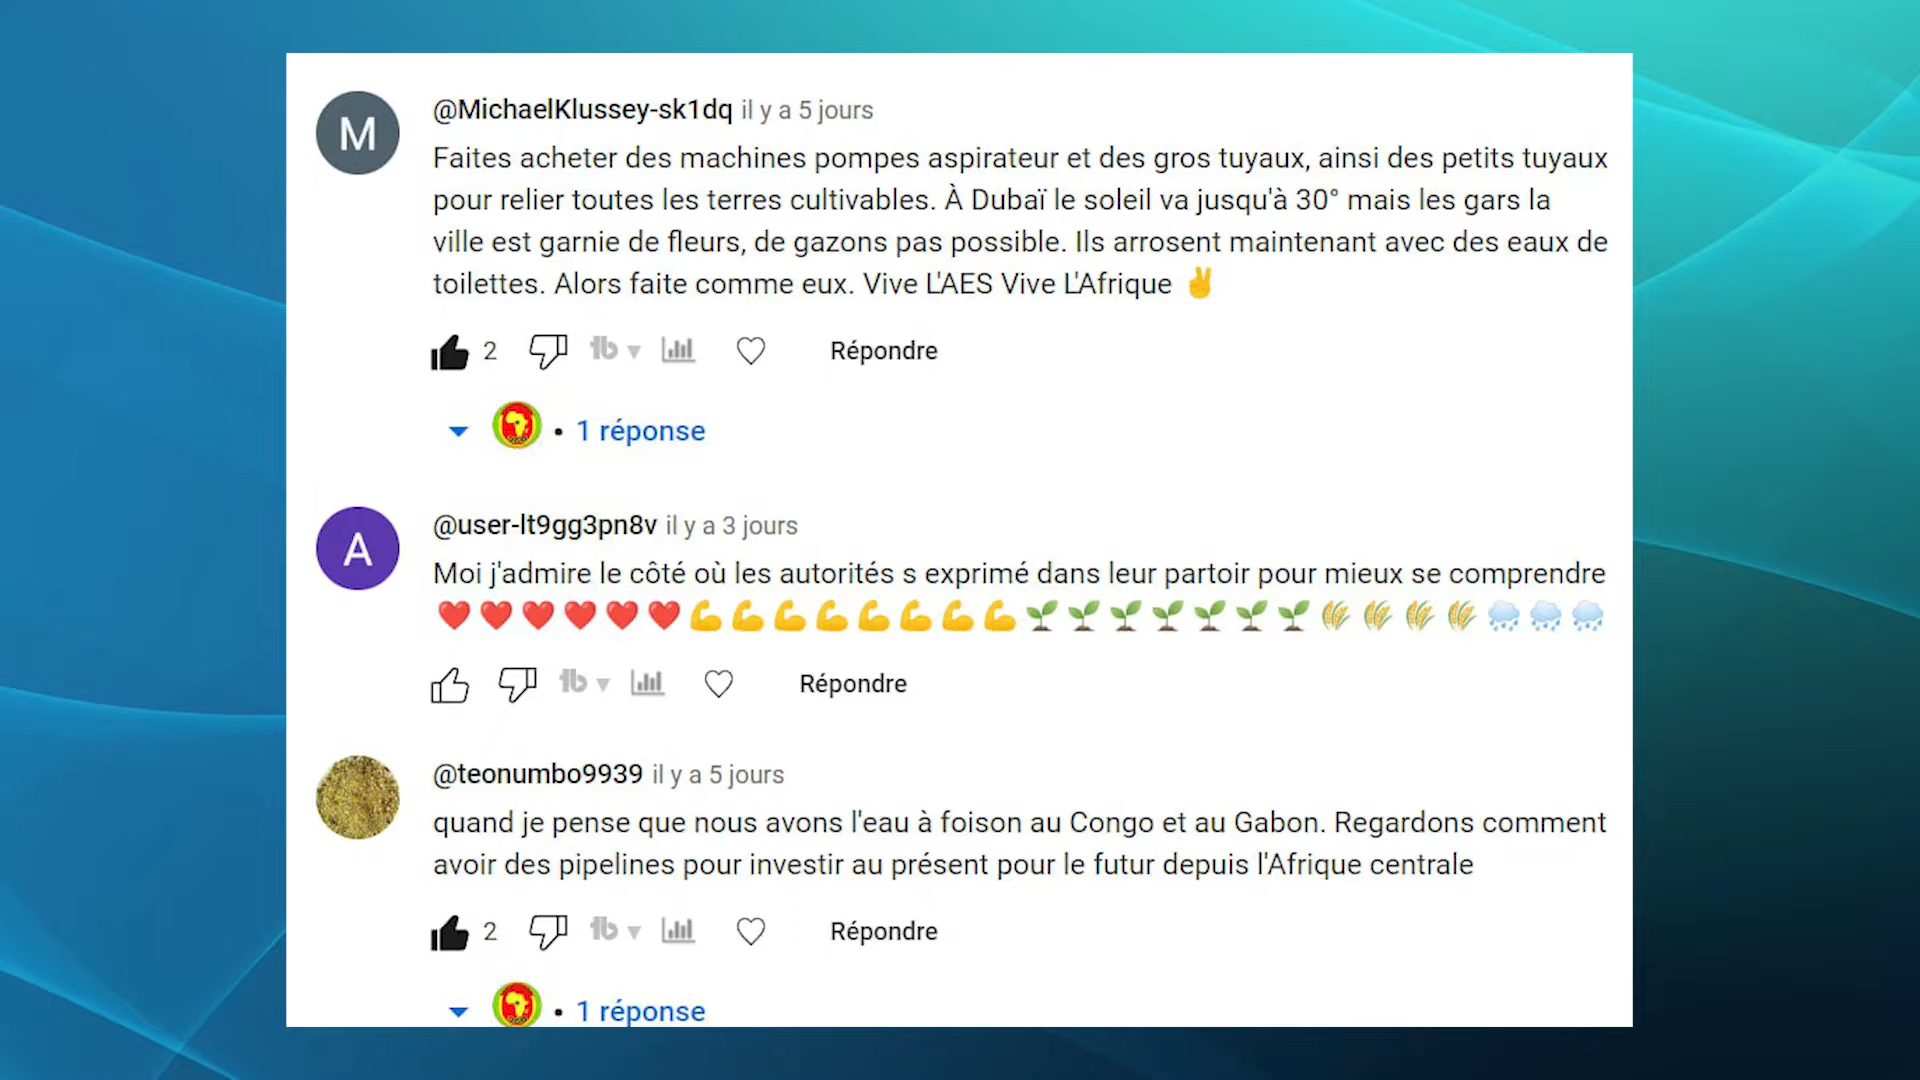 M
@MichaelKlussey-sk1dq il y a 5 jours
Faites acheter des machines pompes aspirateur et des gros tuyaux, ainsi des petits tuyaux
pour relier toutes les terres cultivables. À Dubaï le soleil va jusqu'à 30° mais les gars la
ville est garnie de fleurs, de gazons pas possible. Ils arrosent maintenant avec des eaux de
toilettes. Alors faite comme eux. Vive L'AES Vive L'Afrique ✌️
2
Répondre
• 1 réponse
A
@user-lt9gg3pn8v il y a 3 jours
Moi j'admire le côté où les autorités s exprimé dans leur partoir pour mieux se comprendre
❤️❤️❤️❤️❤️❤️💪💪💪💪💪💪💪💪🌱🌱🌱🌱🌱🌱🌱🌾🌾🌾🌾🌧️🌧️🌧️
Répondre
@teonumbo9939 il y a 5 jours
quand je pense que nous avons l'eau à foison au Congo et au Gabon. Regardons comment
avoir des pipelines pour investir au présent pour le futur depuis l'Afrique centrale
2
Répondre
• 1 réponse